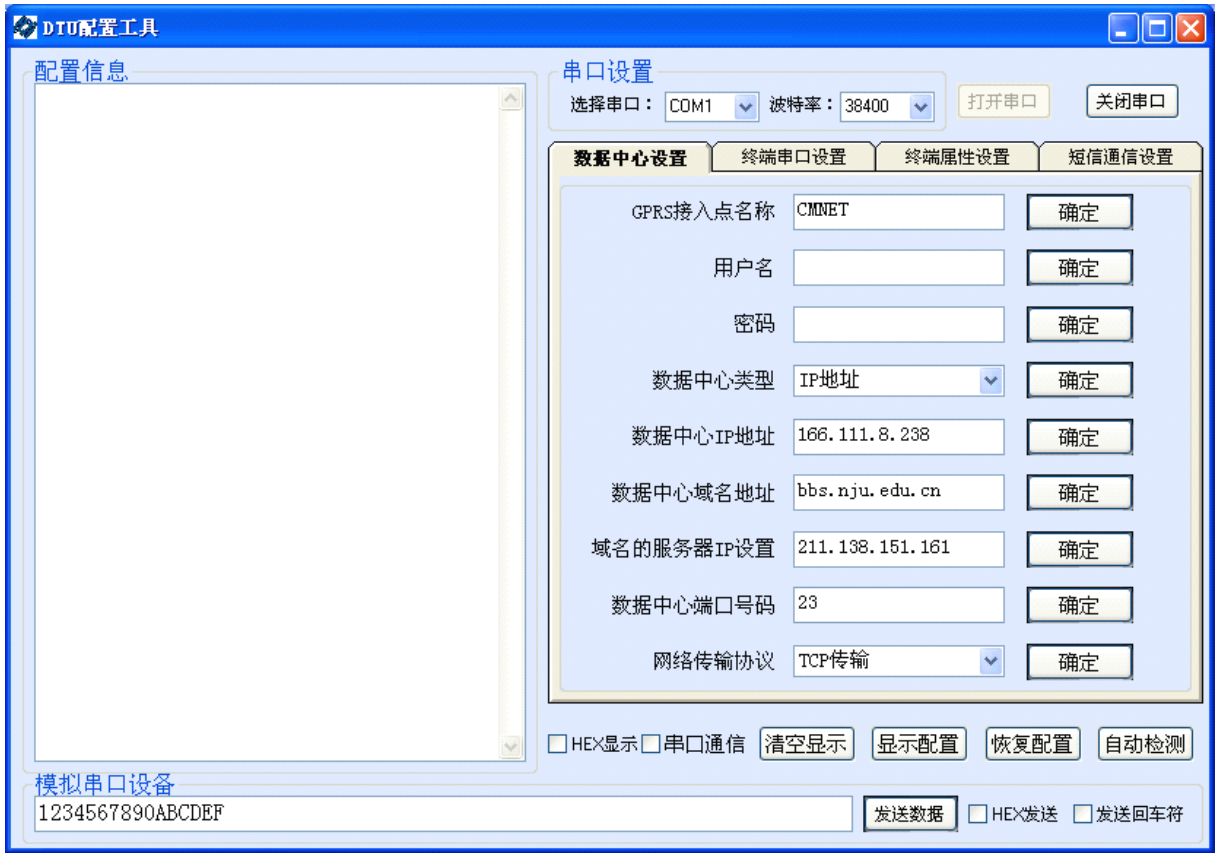 DTU配置工具
配置信息
串口设置
选择串口： COM1 波特率： 38400 打开串口 关闭串口
数据中心设置 终端串口设置 终端属性设置 短信通信设置
GPRS接入点名称 CMNET 确定
用户名 确定
密码 确定
数据中心类型 IP地址 确定
数据中心IP地址 166.111.8.238 确定
数据中心域名地址 bbs.nju.edu.cn 确定
域名的服务器IP设置 211.138.151.161 确定
数据中心端口号码 23 确定
网络传输协议 TCP传输 确定
HEX显示 串口通信 清空显示 显示配置 恢复配置 自动检测
模拟串口设备
1234567890ABCDEF 发送数据 HEX发送 发送回车符